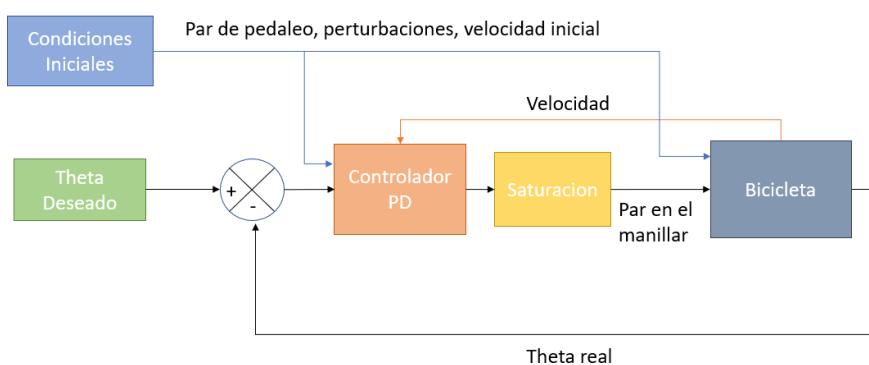 Condiciones
Iniciales
Par de pedaleo, perturbaciones, velocidad inicial
Velocidad
Theta
Deseado
+
-
Controlador
PD
Saturacion
Par en el
manillar
Bicicleta
Theta real